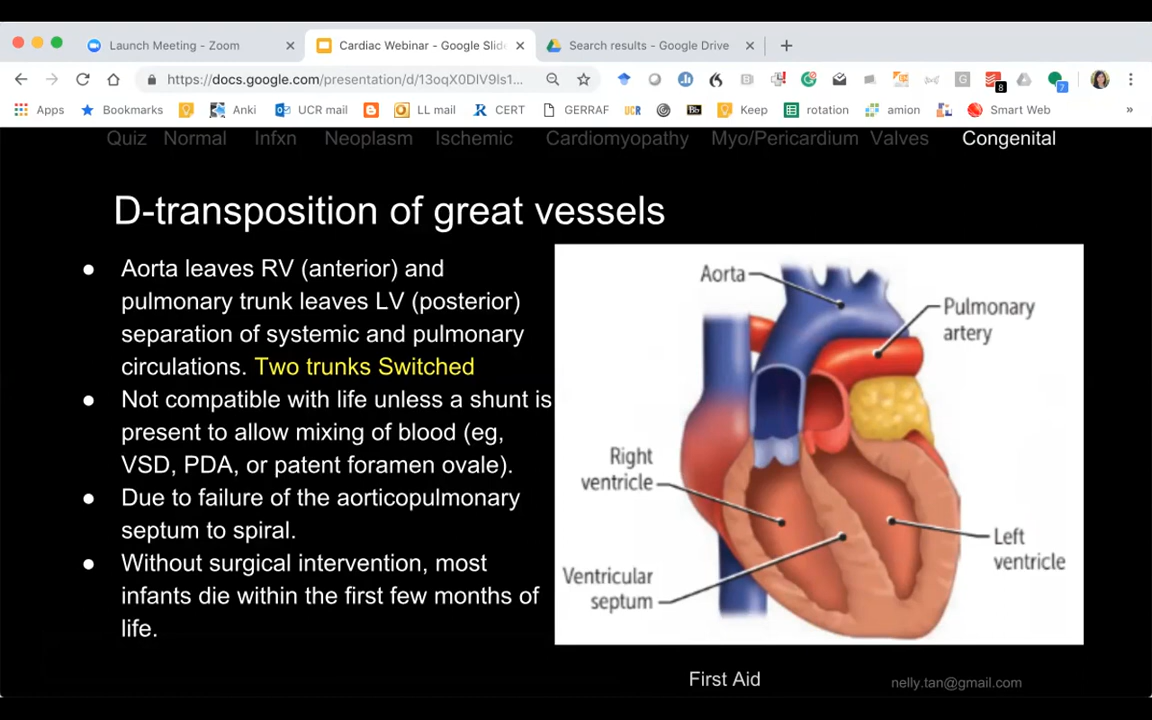 Launch Meeting - Zoom
Cardiac Webinar - Google Slide
Search results - Google Drive
https://docs.google.com/presentation/d/13oqX0DlV9ls1...
8
7
Apps Bookmarks Anki UCR mail LL mail CERT GERRAF UCR Bb Keep rotation amion Smart Web »
Quiz Normal Infxn Neoplasm Ischemic Cardiomyopathy Myo/Pericardium Valves Congenital
D-transposition of great vessels
● Aorta leaves RV (anterior) and
pulmonary trunk leaves LV (posterior)
separation of systemic and pulmonary
circulations. Two trunks Switched
● Not compatible with life unless a shunt is
present to allow mixing of blood (eg,
VSD, PDA, or patent foramen ovale).
● Due to failure of the aorticopulmonary
septum to spiral.
● Without surgical intervention, most
infants die within the first few months of
life.
Aorta
Pulmonary
artery
Right
ventricle
Left
ventricle
Ventricular
septum
First Aid
nelly.tan@gmail.com